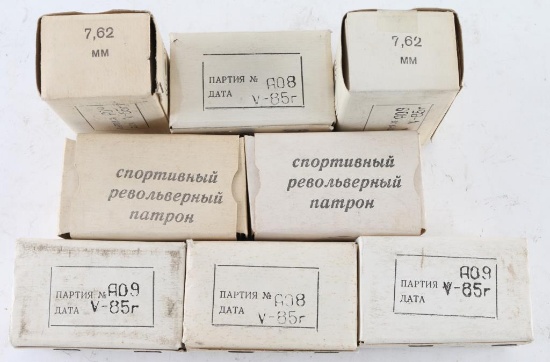 7,62
мм
ПАРТИЯ № А08
ДАТА V-85г
7,62
мм
А09
спортивный
револьверный
патрон
спортивный
револьверный
патрон
ПАРТИЯ № А09
ДАТА V-85г
ПАРТИЯ № А08
ДАТА V-85г
ПАРТИЯ № А09
ДАТА V-85г